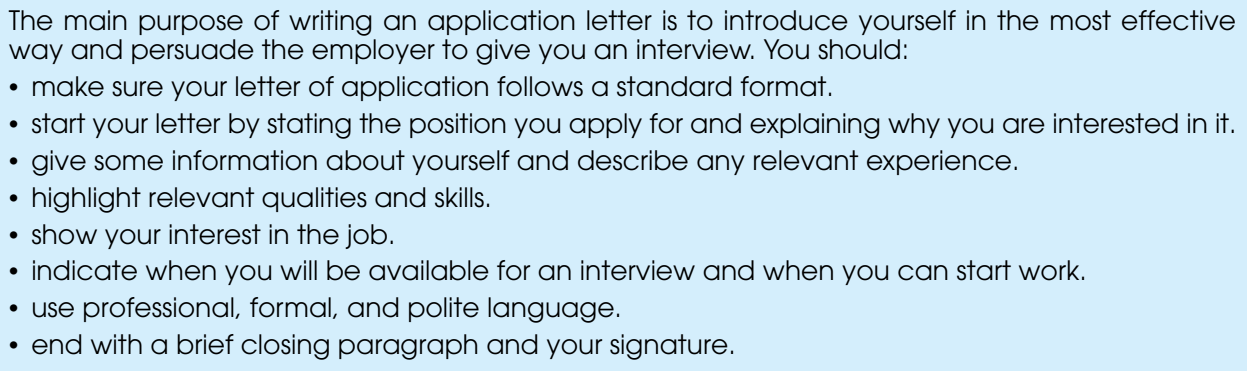 The main purpose of writing an application letter is to introduce yourself in the most effective
way and persuade the employer to give you an interview. You should:
• make sure your letter of application follows a standard format.
• start your letter by stating the position you apply for and explaining why you are interested in it.
• give some information about yourself and describe any relevant experience.
• highlight relevant qualities and skills.
• show your interest in the job.
• indicate when you will be available for an interview and when you can start work.
• use professional, formal, and polite language.
• end with a brief closing paragraph and your signature.